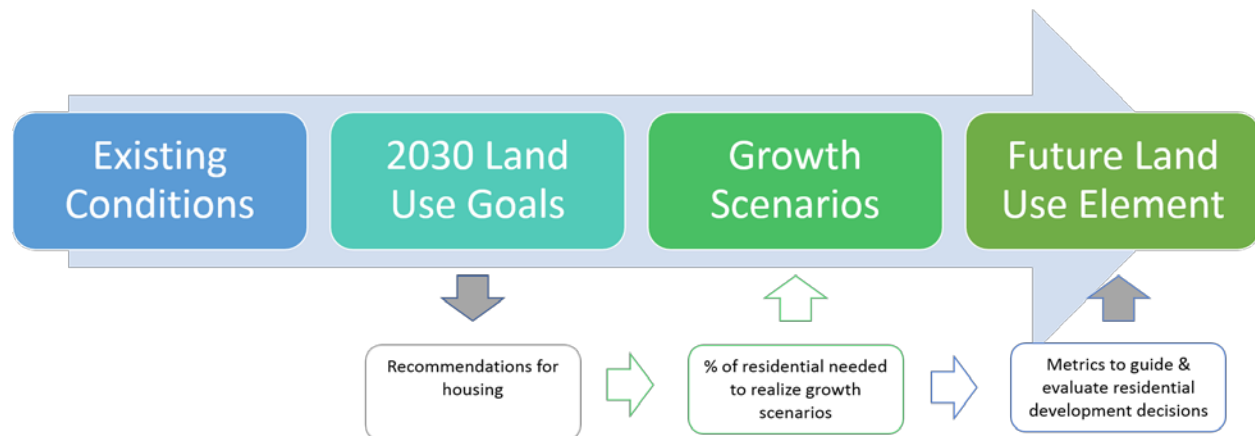 Existing
Conditions
2030 Land
Use Goals
Growth
Scenarios
Future Land
Use Element
Recommendations for
housing
% of residential needed
to realize growth
scenarios
Metrics to guide &
evaluate residential
development decisions